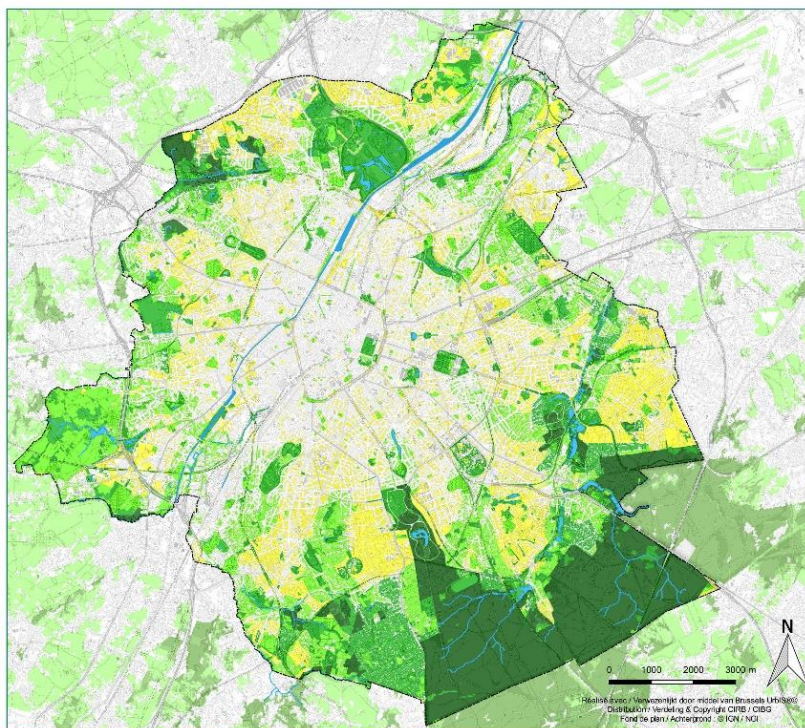 N
0 1000 2000 3000 m
Réalisé avec / Verwezenlijkt door middel van Brussels UrbIS®©
Distribution / Verdeling & Copyright CIRB / CIBG
Fond de plan / Achtergrond : © IGN / NGI